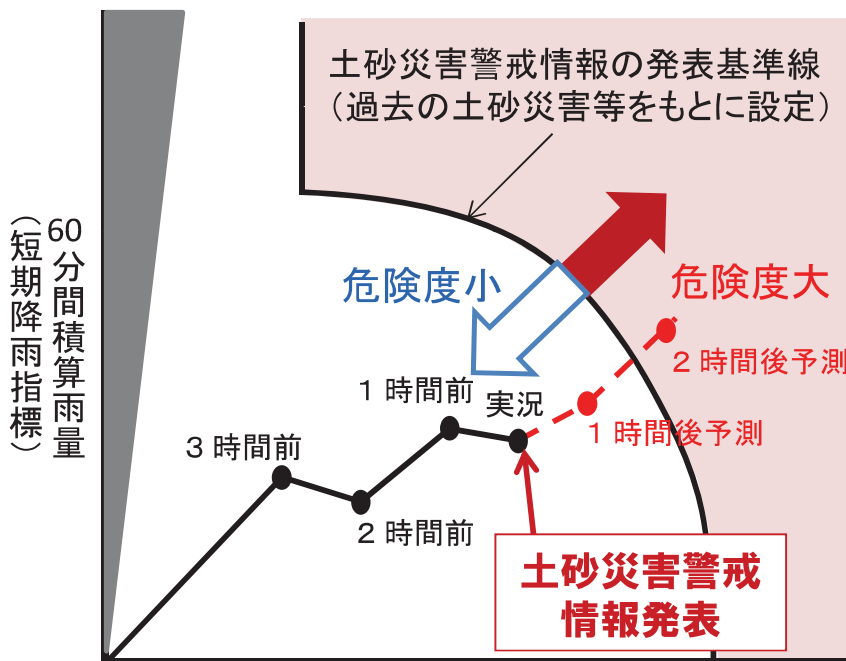 土砂災害警戒情報の発表基準線
（過去の土砂災害等をもとに設定）
60分間積算雨量
（短期降雨指標）
危険度小
危険度大
2時間後予測
1時間前
実況
1時間後予測
3時間前
2時間前
土砂災害警戒
情報発表